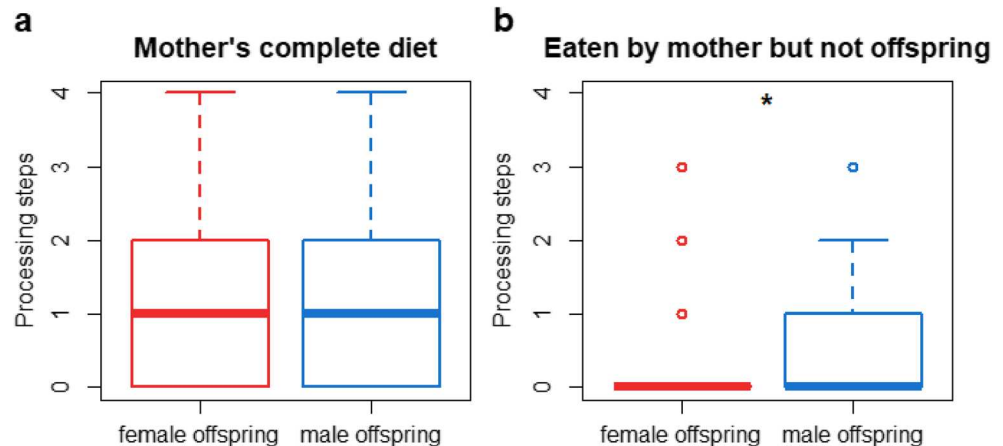 a
Mother's complete diet
Processing steps
4
3
2
1
0
female offspring male offspring
b
Eaten by mother but not offspring
Processing steps
4
3
2
1
0
*
female offspring male offspring